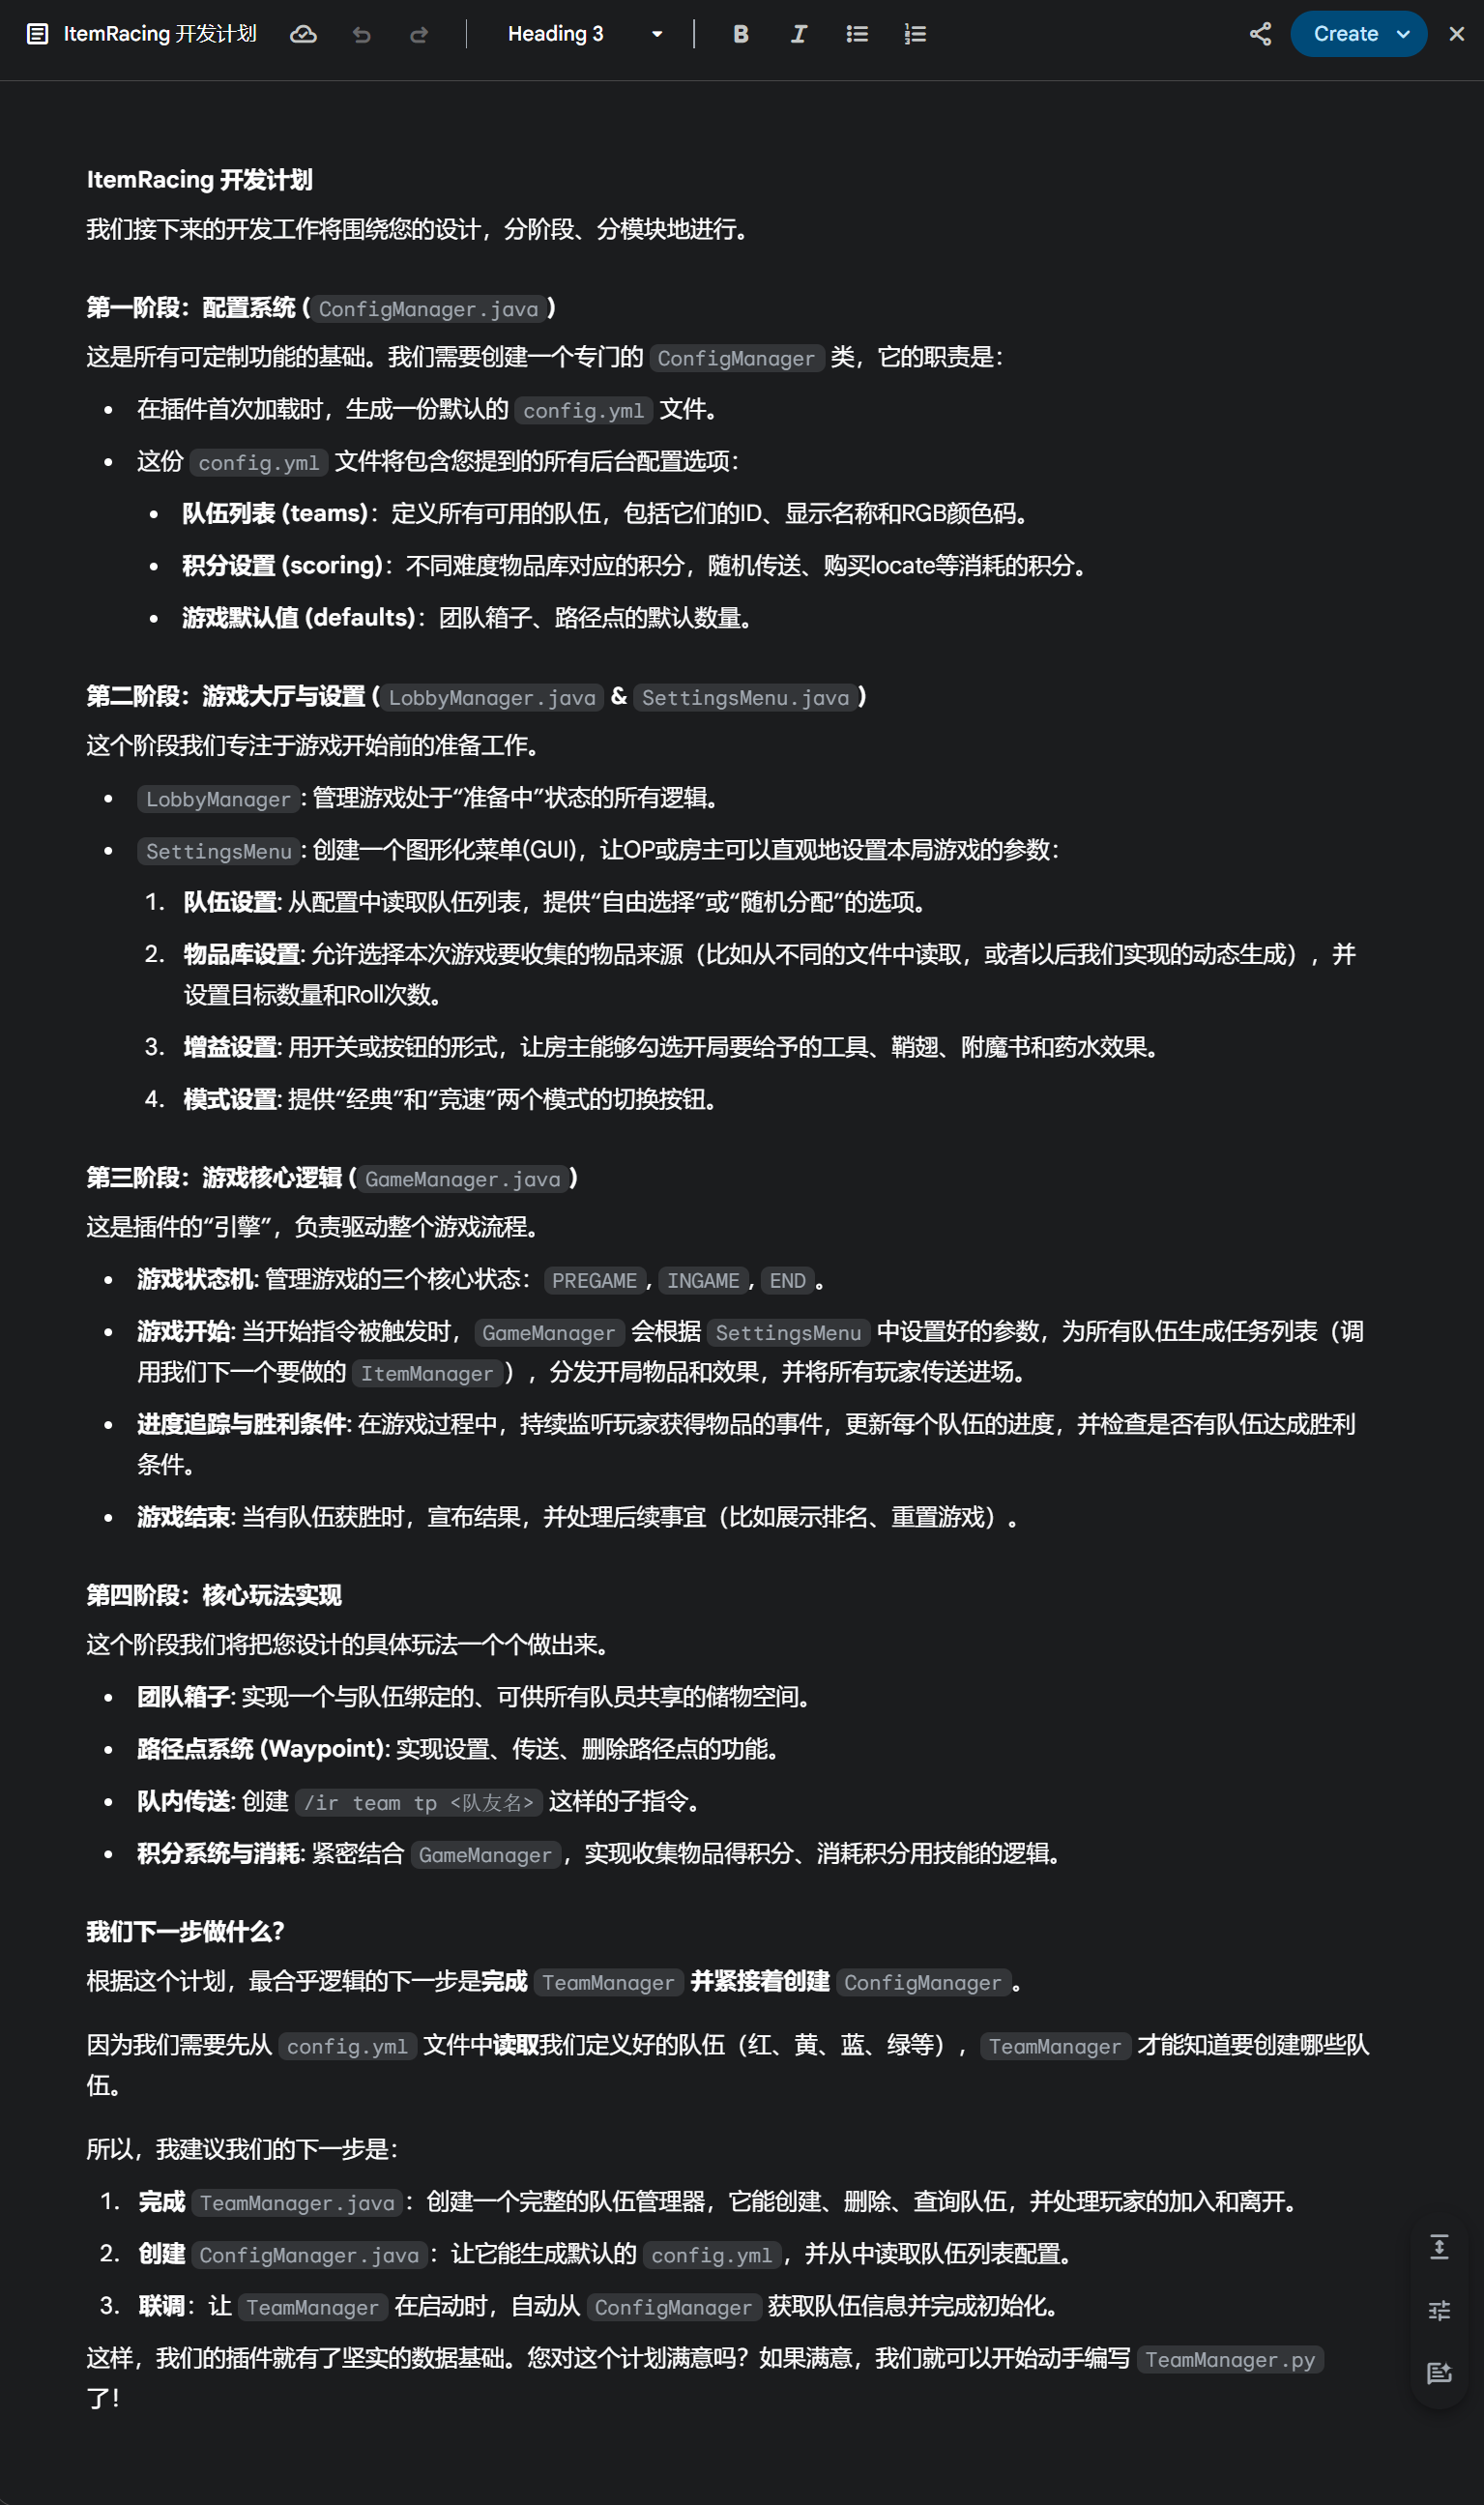 ItemRacing 开发计划
Heading 3
B
I
Create
ItemRacing 开发计划
我们接下来的开发工作将围绕您的设计，分阶段、分模块地进行。
第一阶段：配置系统 (ConfigManager.java)
这是所有可定制功能的基础。我们需要创建一个专门的 ConfigManager 类，它的职责是：
• 在插件首次加载时，生成一份默认的 config.yml 文件。
• 这份 config.yml 文件将包含您提到的所有后台配置选项：
• 队伍列表 (teams)：定义所有可用的队伍，包括它们的ID、显示名称和RGB颜色码。
• 积分设置 (scoring)：不同难度物品库对应的积分，随机传送、购买locate等消耗的积分。
• 游戏默认值 (defaults)：团队箱子、路径点的默认数量。
第二阶段：游戏大厅与设置 (LobbyManager.java & SettingsMenu.java)
这个阶段我们专注于游戏开始前的准备工作。
• LobbyManager: 管理游戏处于“准备中”状态的所有逻辑。
• SettingsMenu: 创建一个图形化菜单(GUI)，让OP或房主可以直观地设置本局游戏的参数：
1. 队伍设置: 从配置中读取队伍列表，提供“自由选择”或“随机分配”的选项。
2. 物品库设置: 允许选择本次游戏要收集的物品来源（比如从不同的文件中读取，或者以后我们实现的动态生成），并
设置目标数量和Roll次数。
3. 增益设置: 用开关或按钮的形式，让房主能够勾选开局要给予的工具、鞘翅、附魔书和药水效果。
4. 模式设置: 提供“经典”和“竞速”两个模式的切换按钮。
第三阶段：游戏核心逻辑 (GameManager.java)
这是插件的“引擎”，负责驱动整个游戏流程。
• 游戏状态机: 管理游戏的三个核心状态：PREGAME, INGAME, END。
• 游戏开始: 当开始指令被触发时，GameManager 会根据 SettingsMenu 中设置好的参数，为所有队伍生成任务列表（调
用我们下一个要做的 ItemManager），分发开局物品和效果，并将所有玩家传送进场。
• 进度追踪与胜利条件: 在游戏过程中，持续监听玩家获得物品的事件，更新每个队伍的进度，并检查是否有队伍达成胜利
条件。
• 游戏结束: 当有队伍获胜时，宣布结果，并处理后续事宜（比如展示排名、重置游戏）。
第四阶段：核心玩法实现
这个阶段我们将把您设计的具体玩法一个个做出来。
• 团队箱子: 实现一个与队伍绑定的、可供所有队员共享的储物空间。
• 路径点系统 (Waypoint): 实现设置、传送、删除路径点的功能。
• 队内传送: 创建 /ir team tp <队友名> 这样的子指令。
• 积分系统与消耗: 紧密结合 GameManager，实现收集物品得积分、消耗积分用技能的逻辑。
我们下一步做什么？
根据这个计划，最合乎逻辑的下一步是完成 TeamManager 并紧接着创建 ConfigManager。
因为我们需要先从 config.yml 文件中读取我们定义好的队伍（红、黄、蓝、绿等），TeamManager 才能知道要创建哪些队
伍。
所以，我建议我们的下一步是：
1. 完成 TeamManager.java：创建一个完整的队伍管理器，它能创建、删除、查询队伍，并处理玩家的加入和离开。
2. 创建 ConfigManager.java：让它能生成默认的 config.yml，并从中读取队伍列表配置。
3. 联调：让 TeamManager 在启动时，自动从 ConfigManager 获取队伍信息并完成初始化。
这样，我们的插件就有了坚实的数据基础。您对这个计划满意吗？如果满意，我们就可以开始动手编写 TeamManager.py
了！